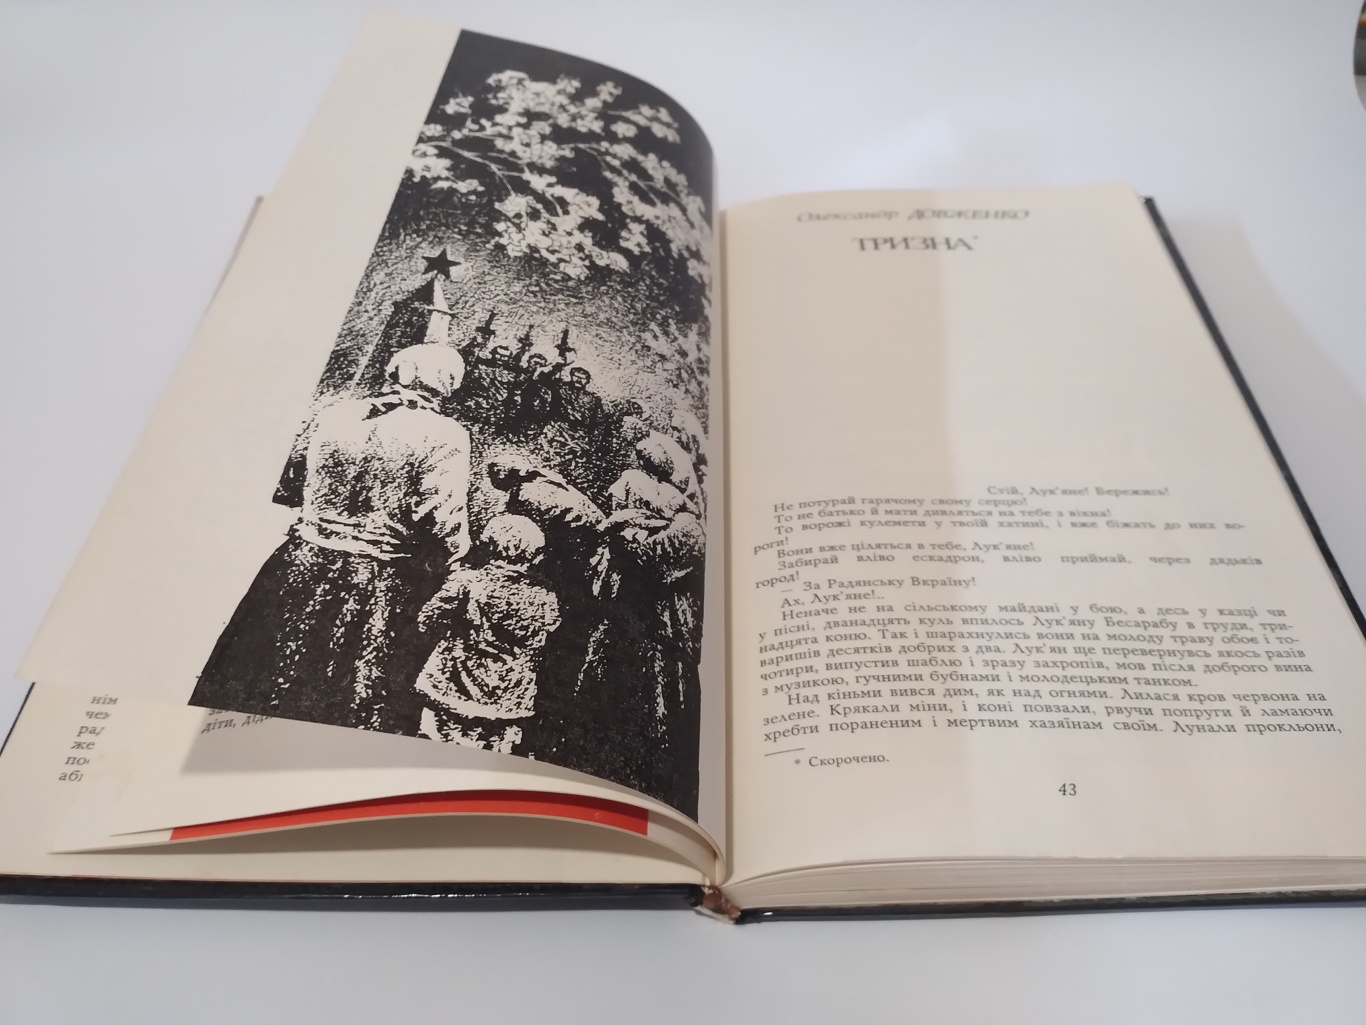 нім
же
діти, діди
Олександр ДОВЖЕНКО
ТРИЗНА*
Стій, Лук'яне! Бережись!
Не потурай гарячому свому серцю!
То не батько й мати дивляться на тебе з вікна!
То ворожі кулемети у твоїй хатині, і вже біжать до них во-
роги!
Вони вже ціляться в тебе, Лук'яне!
Забирай вліво ескадрон, вліво приймай, через дядьків
город!
— За Радянську Вкраїну!
Ах, Лук'яне!..
Неначе не на сільському майдані у бою, а десь у казці чи
у пісні, дванадцять куль впилось Лук'яну Бесарабу в груди, три-
надцята коню. Так і шарахнулись вони на молоду траву обоє і то-
варишів десятків добрих з два. Лук'ян ще перевернувсь якось разів
чотири, випустив шаблю і зразу захропів, мов після доброго вина
з музикою, гучними бубнами і молодецьким танком.
Над кіньми вився дим, як над огнями. Лилася кров червона на
зелене. Крякали міни, і коні повзали, рвучи попруги й ламаючи
хребти пораненим і мертвим хазяїнам своїм. Лунали прокльони,
* Скорочено.
43